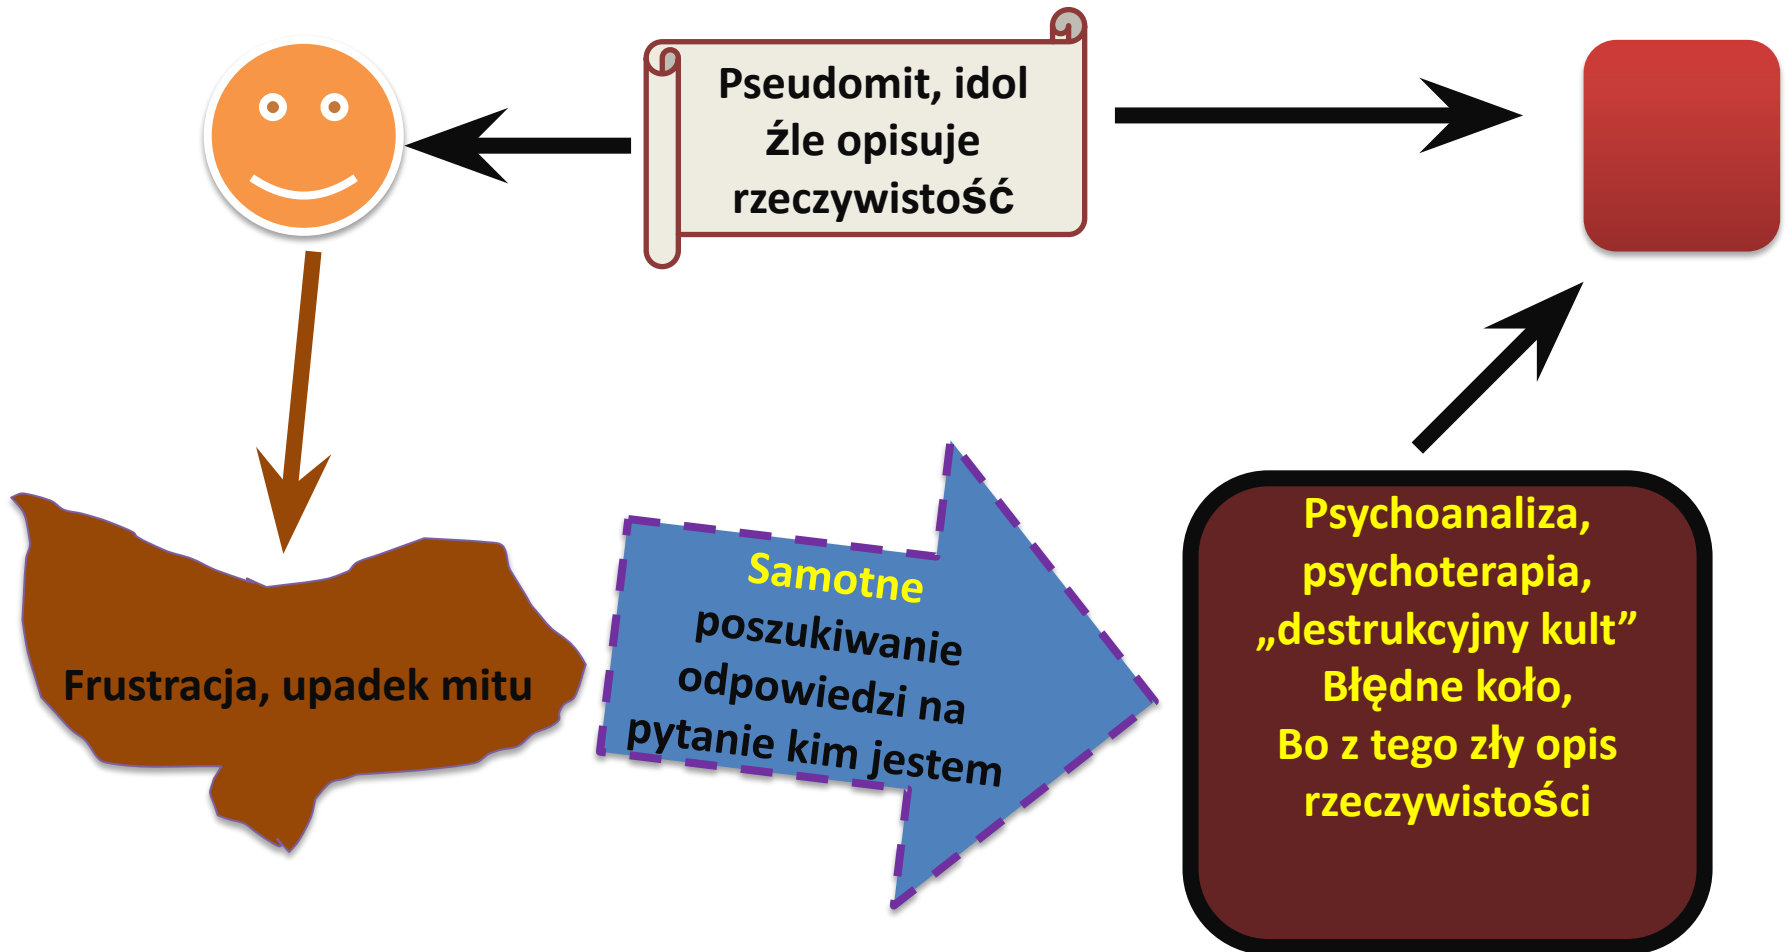 Pseudomit, idol
Źle opisuje
rzeczywistość
Frustracja, upadek mitu
Samotne
poszukiwanie
odpowiedzi na
pytanie kim jestem
Psychoanaliza,
psychoterapia,
„destrukcyjny kult”
Błędne koło,
Bo z tego zły opis
rzeczywistości